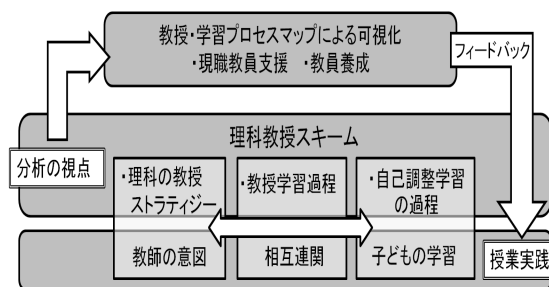 教授・学習プロセスマップによる可視化
・現職教員支援 ・教員養成
フィードバック
理科教授スキーム
分析の視点
・理科の教授
ストラテジー
・教授学習過程
・自己調整学習
の過程
教師の意図
相互連関
子どもの学習
授業実践